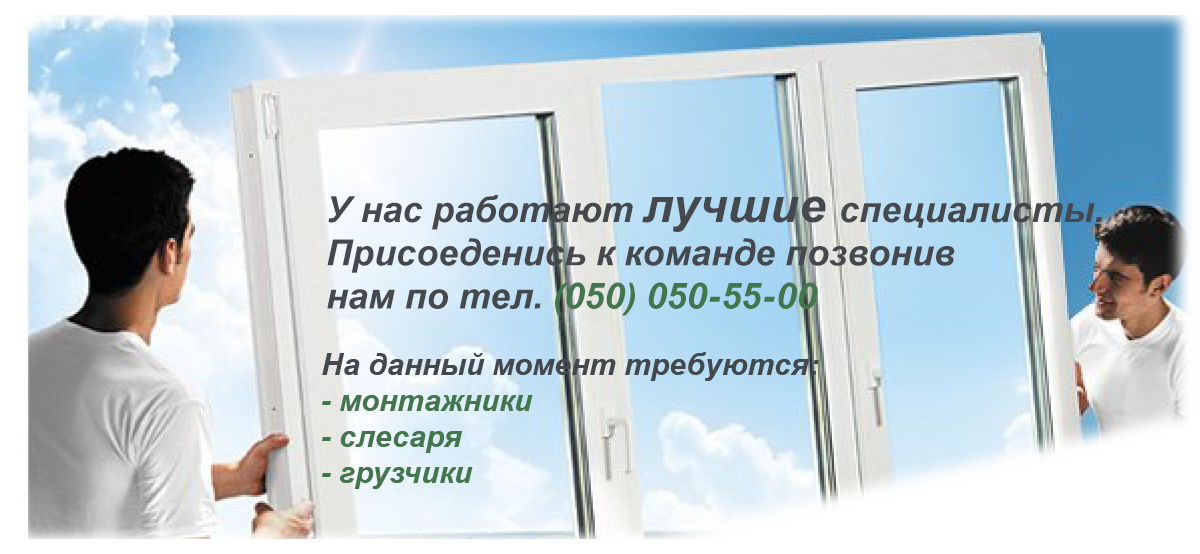 У нас работают лучшие специалисты.
Присоеденись к команде позвонив
нам по тел. (050) 050-55-00
На данный момент требуются:
- монтажники
- слесаря
- грузчики